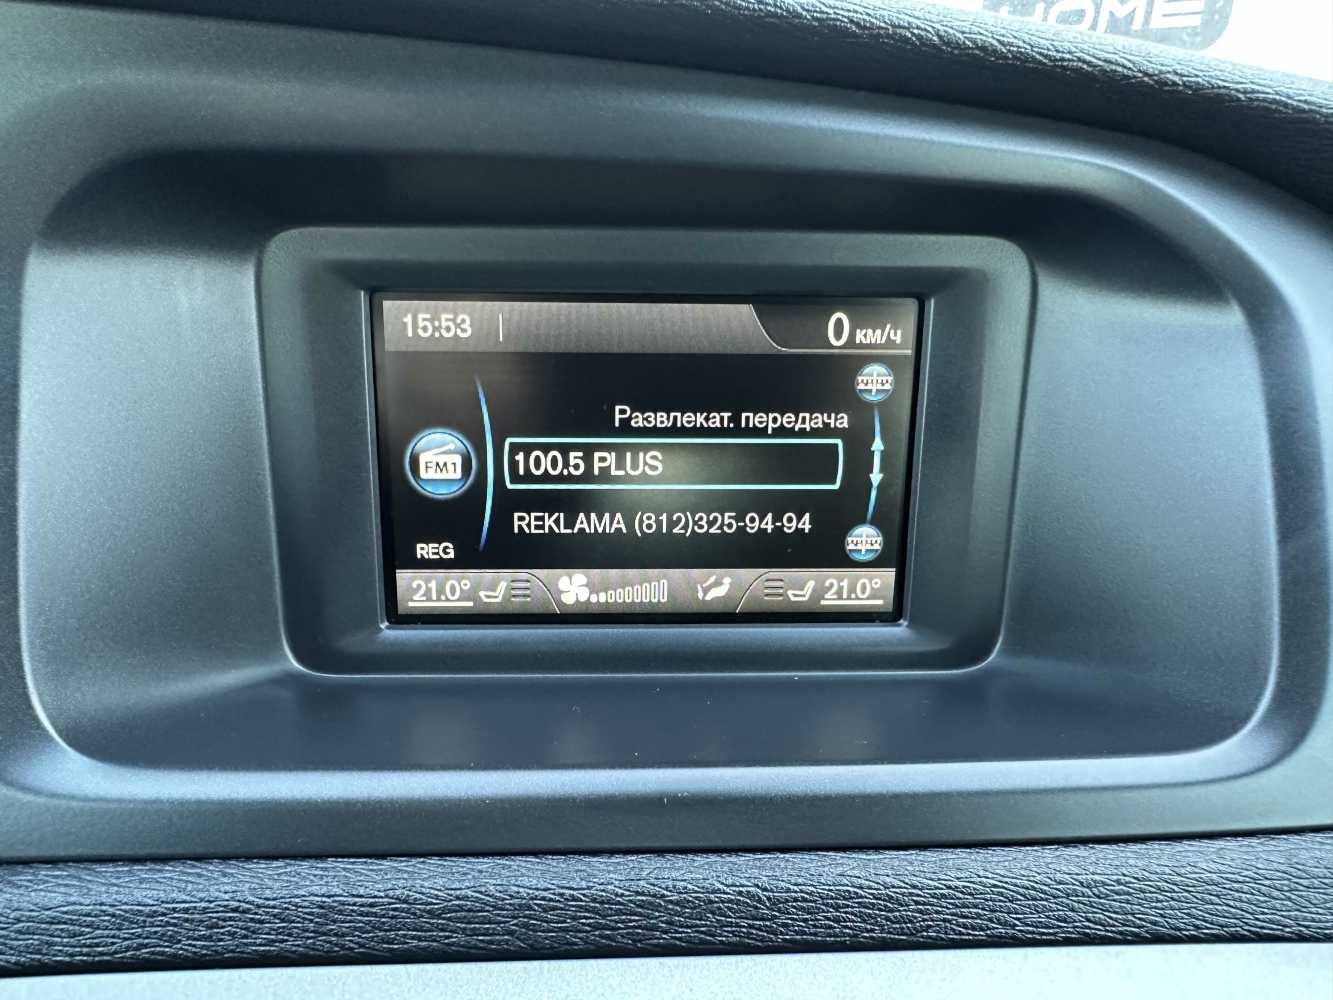 HOME
15:53
0 км/ч
Развлекат. передача
FM1
100.5 PLUS
REKLAMA (812)325-94-94
REG
21.0°
21.0°